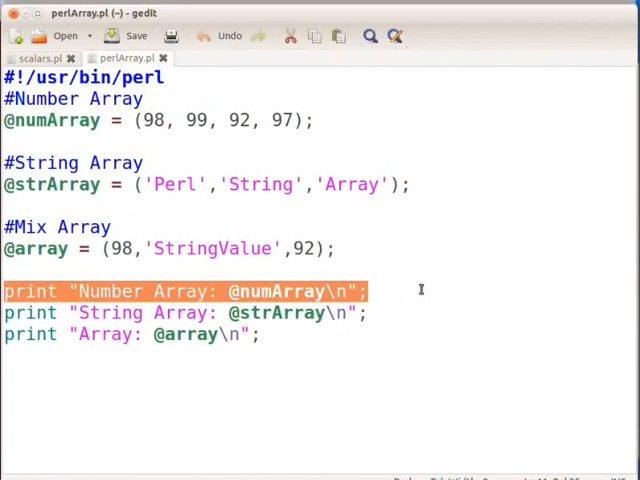 perlArray.pl (~) - gedit
Open Save Undo
scalars.pl perlArray.pl
#!/usr/bin/perl
#Number Array
@numArray = (98, 99, 92, 97);
#String Array
@strArray = ('Perl','String','Array');
#Mix Array
@array = (98,'StringValue',92);
print "Number Array: @numArray\n";
print "String Array: @strArray\n";
print "Array: @array\n";